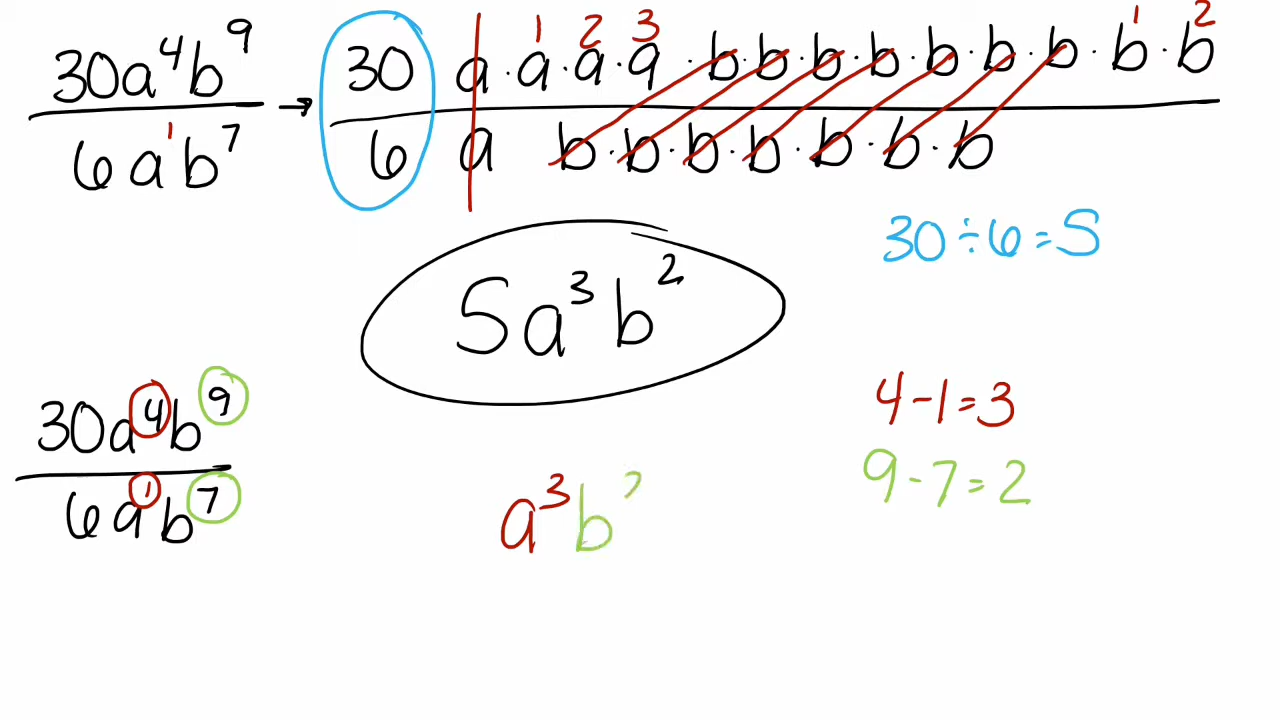 30a⁴b⁹ → 30 a · a · a · a · b · b · b · b · b · b · b · b · b
1 2 3 1 2
6a¹b⁷ 6 a b · b · b · b · b · b · b
30 ÷ 6 = 5
5a³b²
30a⁴b⁹
6a¹b⁷
4 - 1 = 3
9 - 7 = 2
a³b